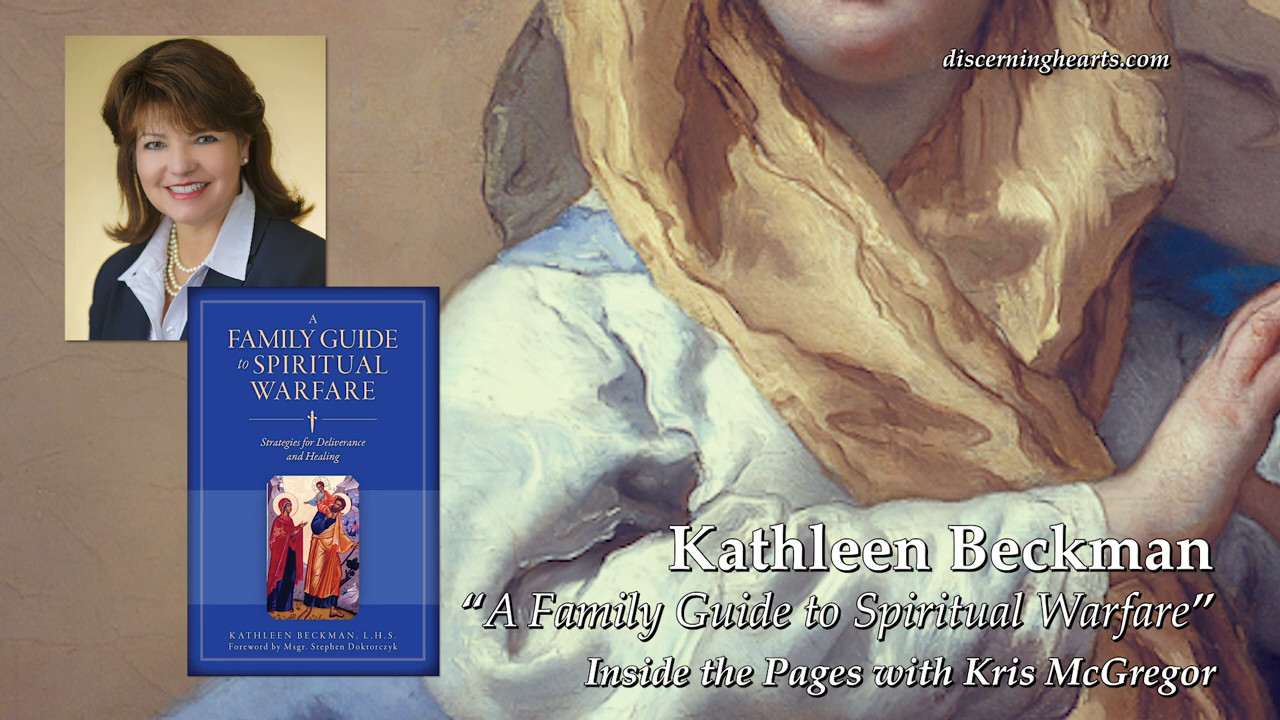 discerninghearts.com
A
FAMILY GUIDE
to SPIRITUAL
WARFARE
Strategies for Deliverance
and Healing
KATHLEEN BECKMAN, L.H.S.
Foreword by Msgr. Stephen Doktorczyk
Kathleen Beckman
“A Family Guide to Spiritual Warfare”
Inside the Pages with Kris McGregor